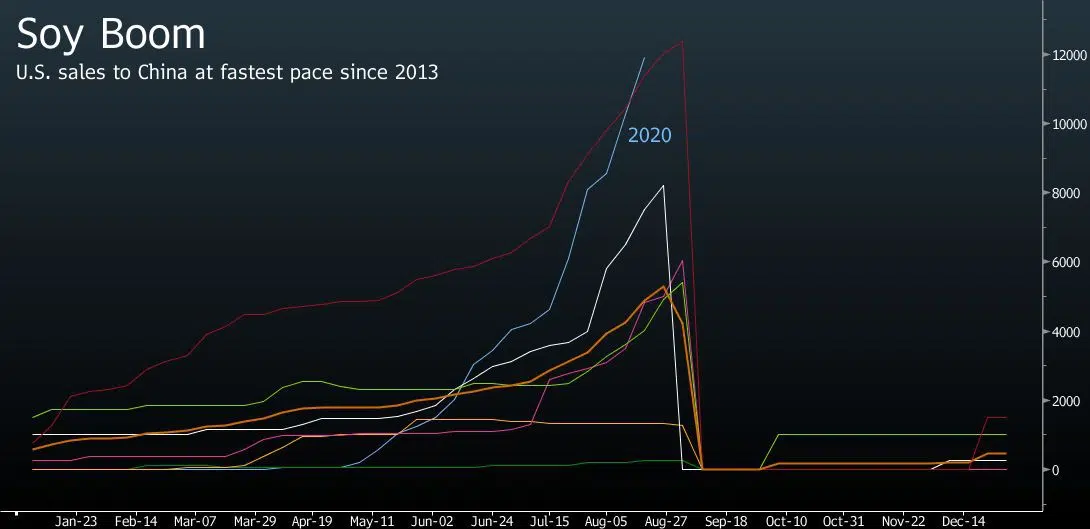 Soy Boom
U.S. sales to China at fastest pace since 2013
2020
12000
10000
8000
6000
4000
2000
0
Jan-23 Feb-14 Mar-07 Mar-29 Apr-19 May-11 Jun-02 Jun-24 Jul-15 Aug-05 Aug-27 Sep-18 Oct-10 Oct-31 Nov-22 Dec-14